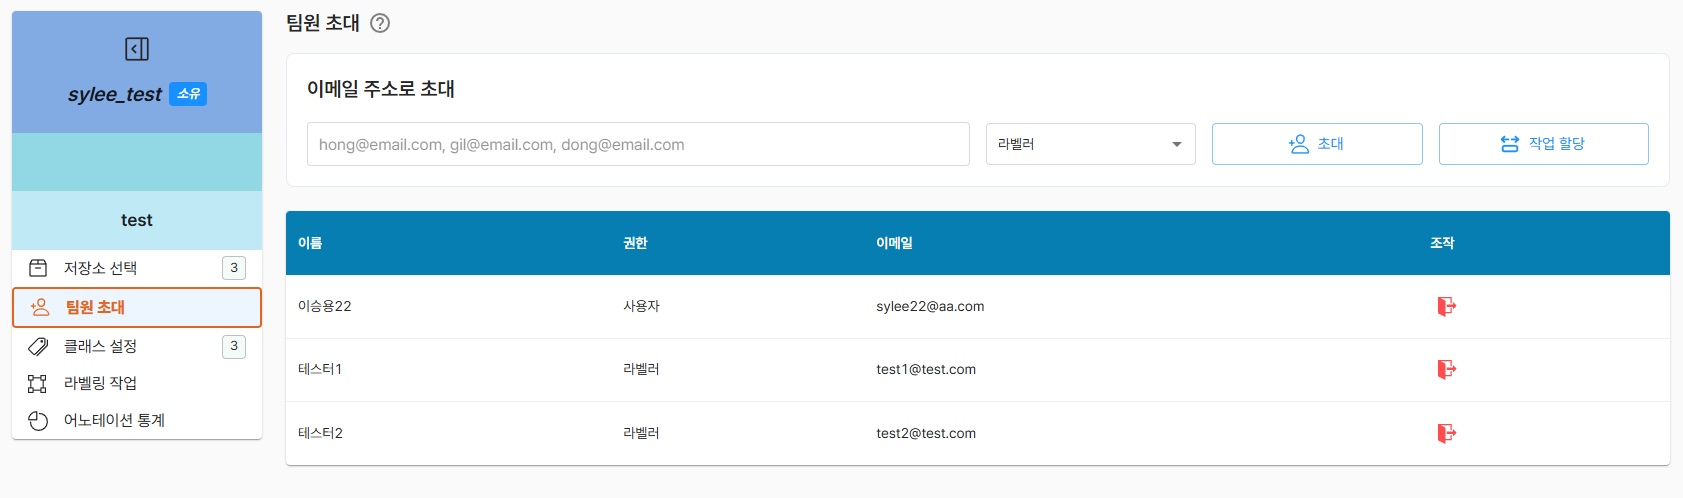 sylee_test 소유
test
저장소 선택 3
팀원 초대
클래스 설정 3
라벨링 작업
어노테이션 통계
팀원 초대 ?
이메일 주소로 초대
hong@email.com, gil@email.com, dong@email.com 라벨러 초대 작업 할당
이름 권한 이메일 조작
이승용22 사용자 sylee22@aa.com
테스터1 라벨러 test1@test.com
테스터2 라벨러 test2@test.com